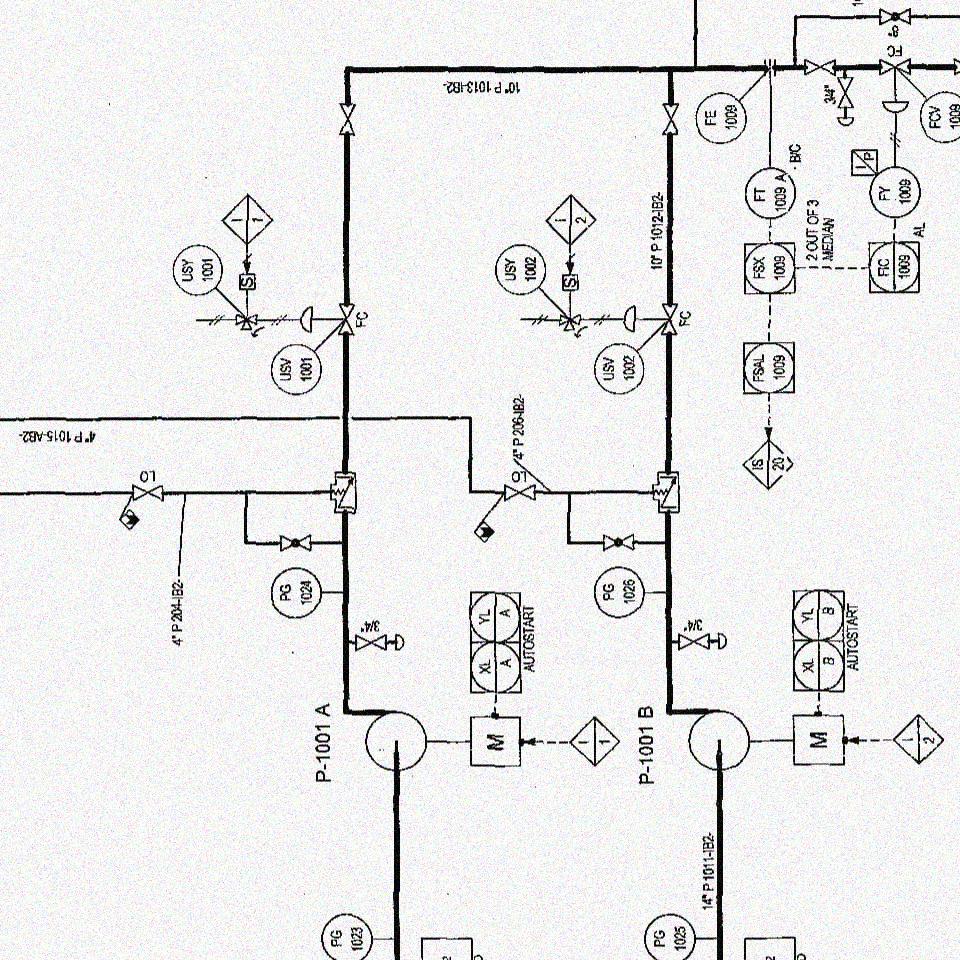 10" P 1013-IB2-
FC
3/4"
FE
1009
FCV
1009
I/P
FT
1009 A
- B/C
FY
1009
I
1
I
2
10" P 1012-IB2-
2 OUT OF 3
MEDIAN
AL
USY
1001
USY
1002
FSX
1009
FIC
1009
S
S
FC
FC
USV
1001
USV
1002
FSAL
1009
4" P 1015-AB2-
4" P 206-IB2-
IS
20
LO
PG
1024
PG
1026
4" P 204-IB2-
3/4"
3/4"
XL
A
YL
A
AUTOSTART
XL
B
YL
B
AUTOSTART
P-1001 A
M
I
1
P-1001 B
M
I
2
14" P 1011-IB2-
PG
1023
PG
1025
2
2